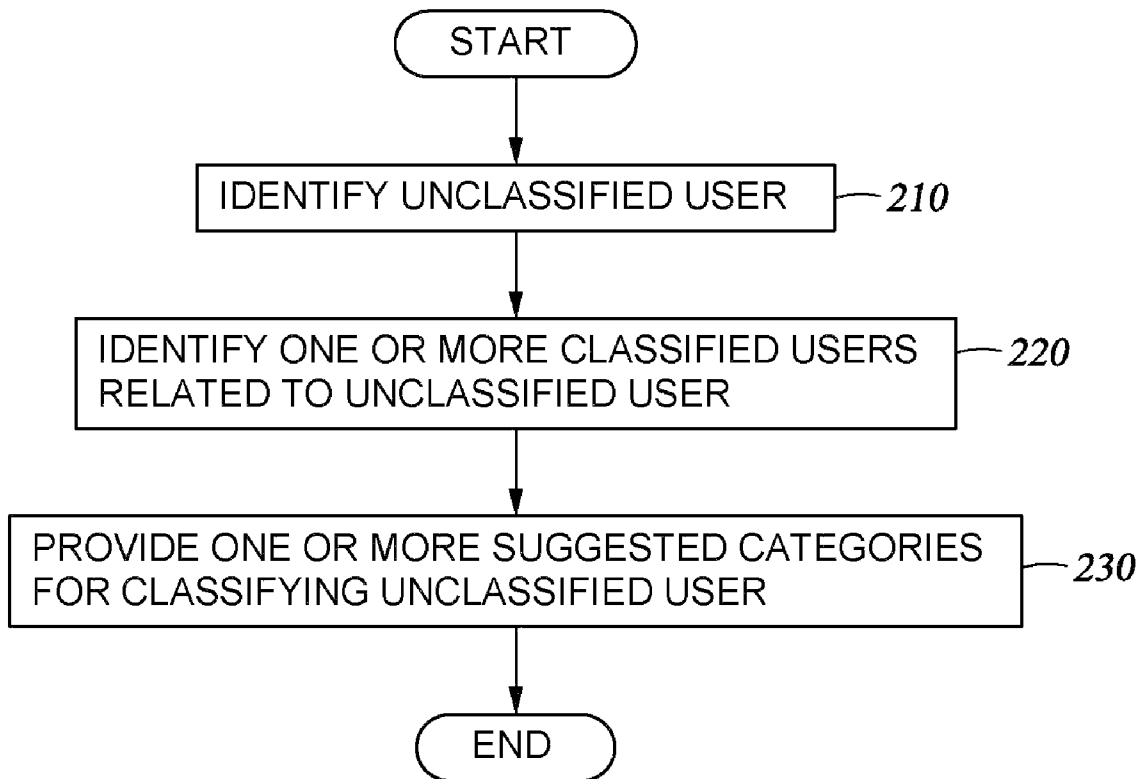 START
IDENTIFY UNCLASSIFIED USER
210
IDENTIFY ONE OR MORE CLASSIFIED USERS
RELATED TO UNCLASSIFIED USER
220
PROVIDE ONE OR MORE SUGGESTED CATEGORIES
FOR CLASSIFYING UNCLASSIFIED USER
230
END